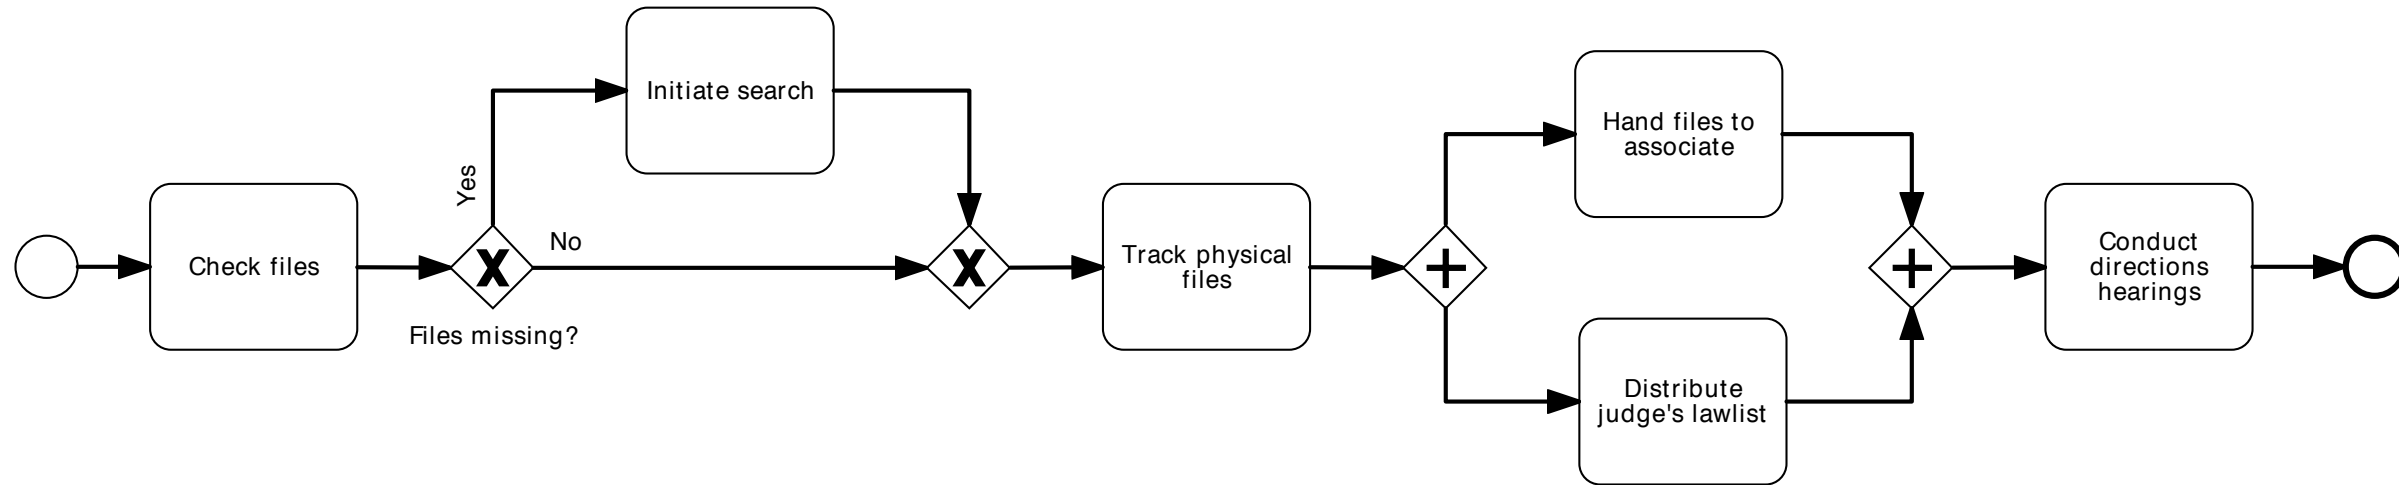 Check files
Yes
No
Files missing?
Initiate search
Track physical
files
Hand files to
associate
Distribute
judge's lawlist
Conduct
directions
hearings